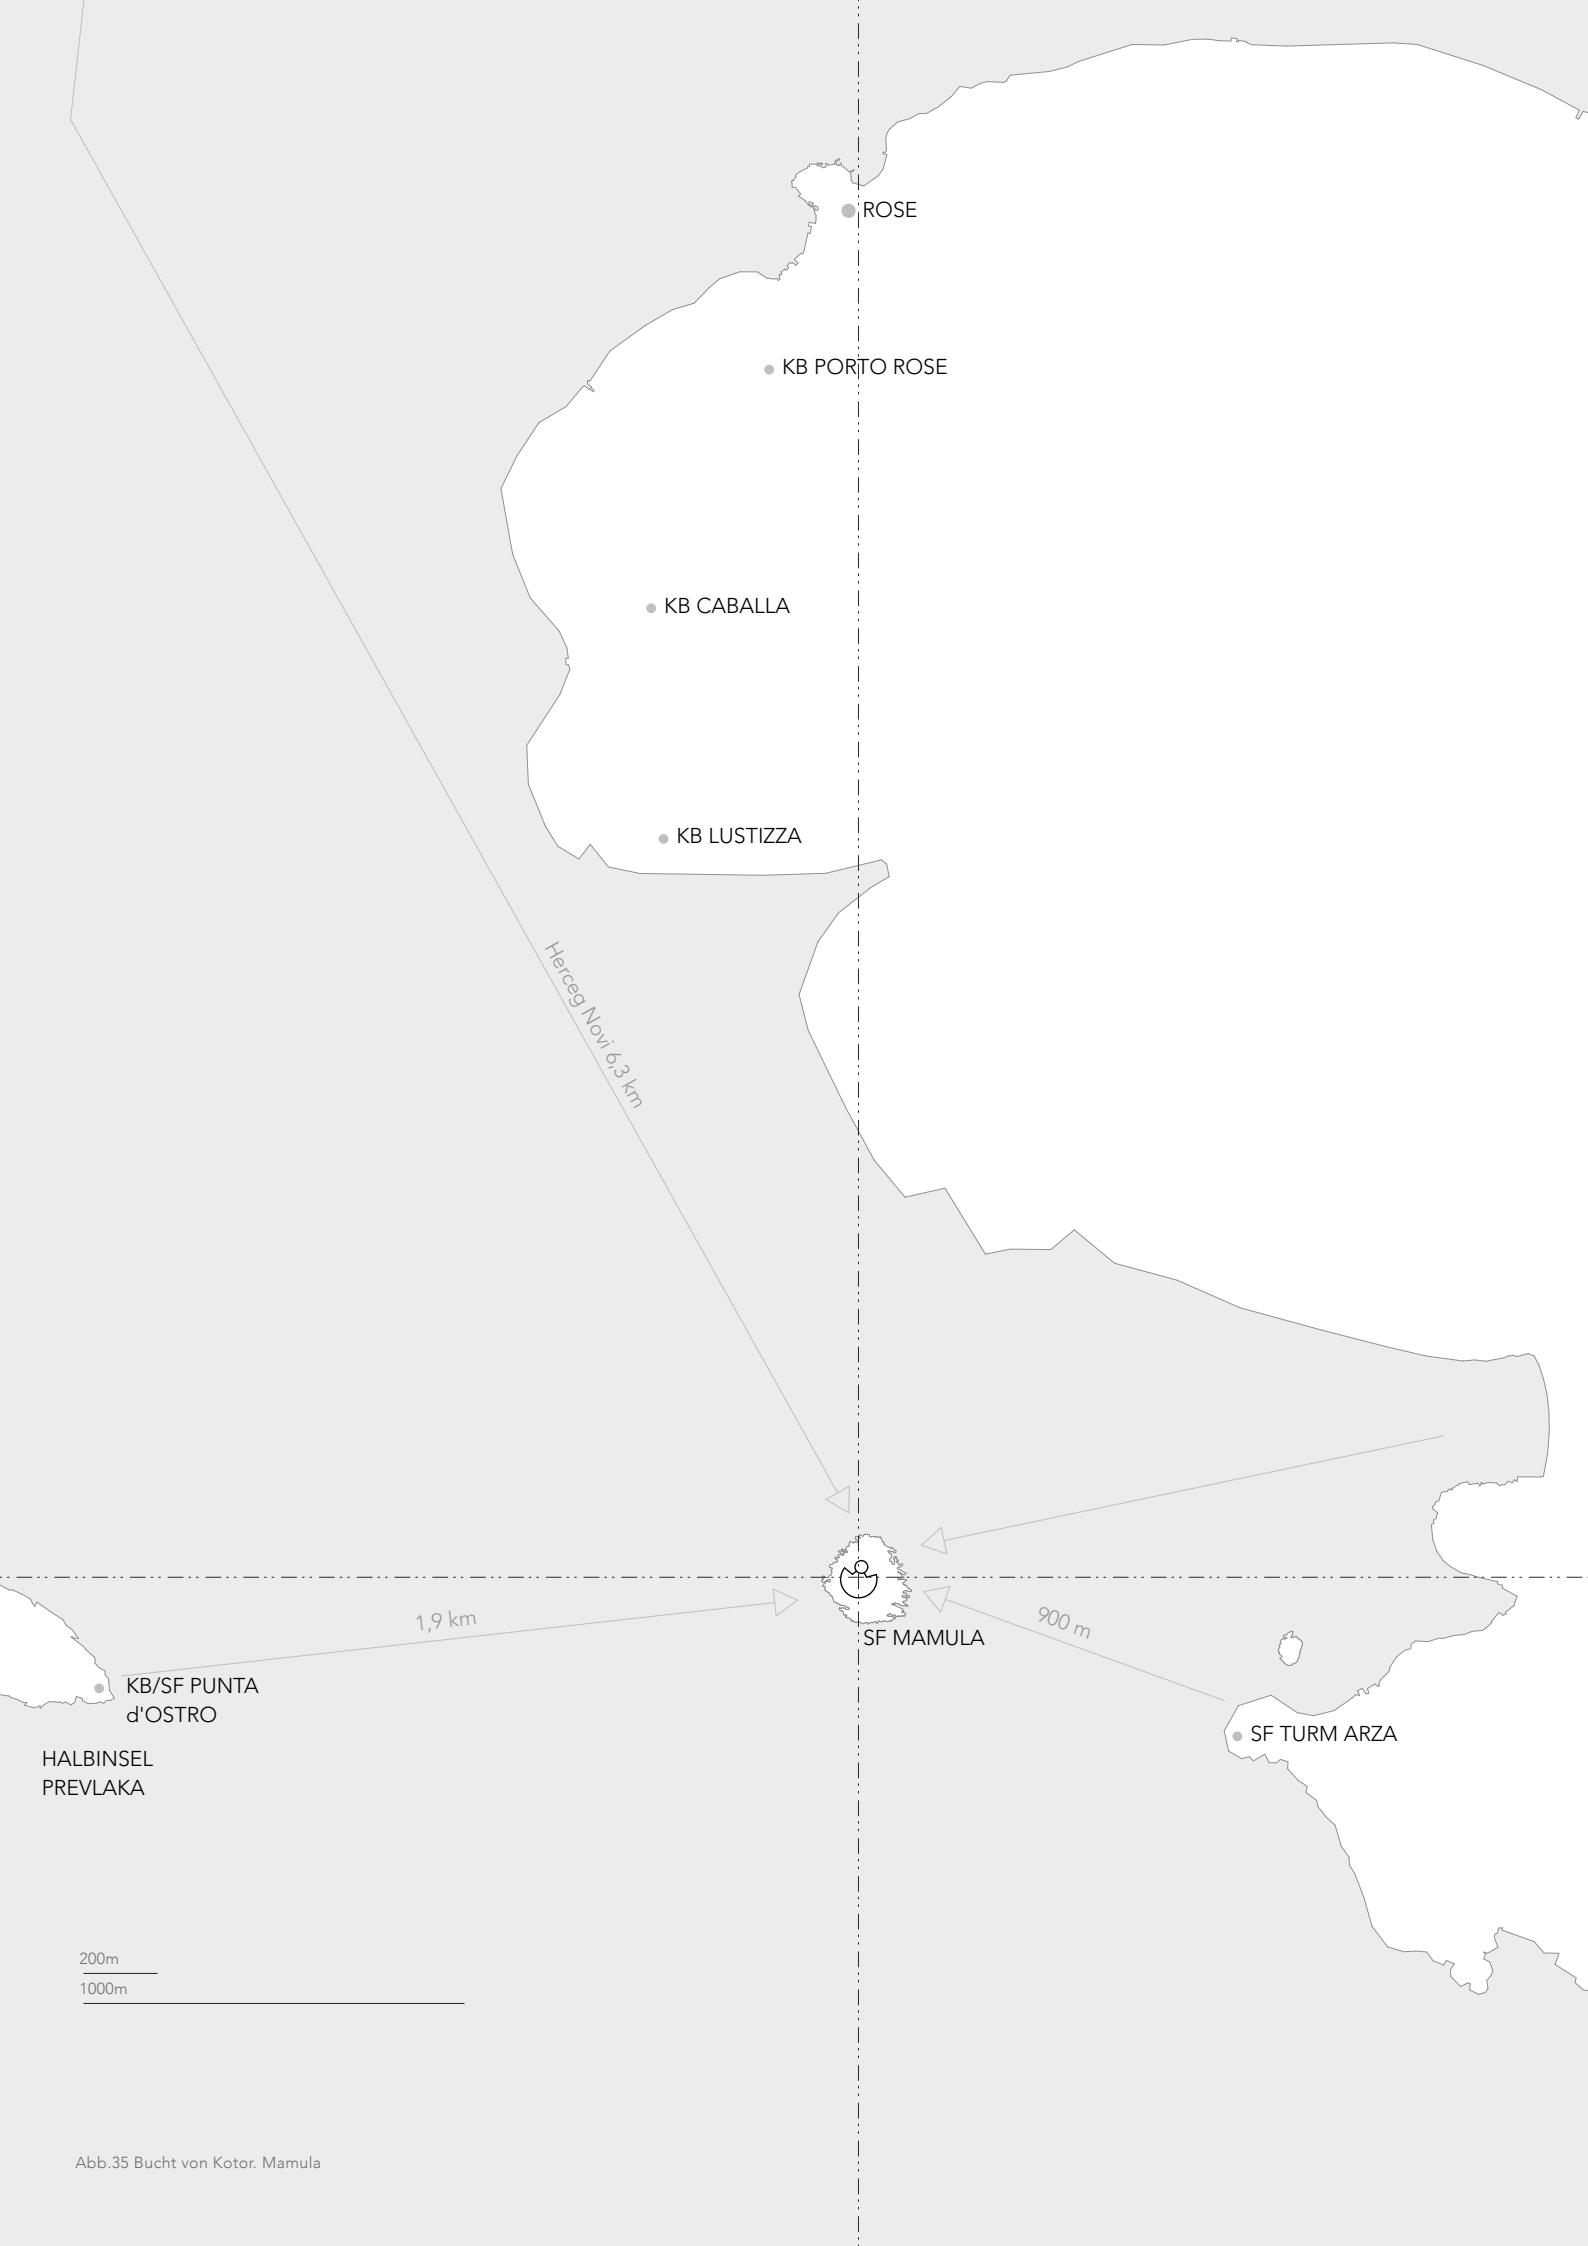 ROSE
KB PORTO ROSE
KB CABALLA
KB LUSTIZZA
Herceg Novi 6,3 km
1,9 km
900 m
SF MAMULA
KB/SF PUNTA
d'OSTRO
SF TURM ARZA
HALBINSEL
PREVLAKA
200m
1000m
Abb.35 Bucht von Kotor. Mamula